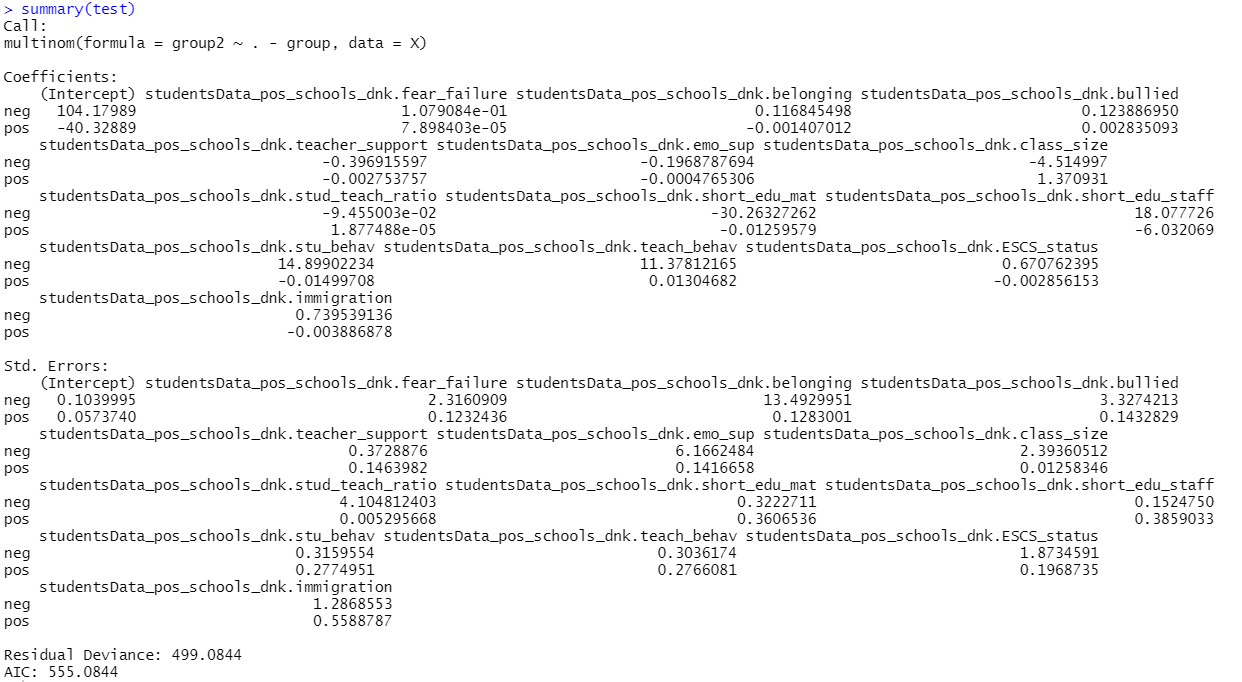 > summary(test)
Call:
multinom(formula = group2 ~ . - group, data = X)

Coefficients:
    (Intercept) studentsData_pos_schools_dnk.fear_failure studentsData_pos_schools_dnk.belonging studentsData_pos_schools_dnk.bullied
neg   104.17989                              1.079084e-01                            0.116845498                          0.123886950
pos   -40.32889                              7.898403e-05                           -0.001407012                          0.002835093
    studentsData_pos_schools_dnk.teacher_support studentsData_pos_schools_dnk.emo_sup studentsData_pos_schools_dnk.class_size
neg                                 -0.396915597                        -0.1968787694                               -4.514997
pos                                 -0.002753757                        -0.0004765306                                1.370931
    studentsData_pos_schools_dnk.stud_teach_ratio studentsData_pos_schools_dnk.short_edu_mat studentsData_pos_schools_dnk.short_edu_staff
neg                                 -9.455003e-02                               -30.26327262                                    18.077726
pos                                  1.877488e-05                                -0.01259579                                    -6.032069
    studentsData_pos_schools_dnk.stu_behav studentsData_pos_schools_dnk.teach_behav studentsData_pos_schools_dnk.ESCS_status
neg                            14.89902234                              11.37812165                              0.670762395
pos                            -0.01499708                               0.01304682                             -0.002856153
    studentsData_pos_schools_dnk.immigration
neg                              0.739539136
pos                             -0.003886878

Std. Errors:
    (Intercept) studentsData_pos_schools_dnk.fear_failure studentsData_pos_schools_dnk.belonging studentsData_pos_schools_dnk.bullied
neg   0.1039995                                 2.3160909                             13.4929951                            3.3274213
pos   0.0573740                                 0.1232436                              0.1283001                            0.1432829
    studentsData_pos_schools_dnk.teacher_support studentsData_pos_schools_dnk.emo_sup studentsData_pos_schools_dnk.class_size
neg                                    0.3728876                            6.1662484                              2.39360512
pos                                    0.1463982                            0.1416658                              0.01258346
    studentsData_pos_schools_dnk.stud_teach_ratio studentsData_pos_schools_dnk.short_edu_mat studentsData_pos_schools_dnk.short_edu_staff
neg                                   4.104812403                                  0.3222711                                    0.1524750
pos                                   0.005295668                                  0.3606536                                    0.3859033
    studentsData_pos_schools_dnk.stu_behav studentsData_pos_schools_dnk.teach_behav studentsData_pos_schools_dnk.ESCS_status
neg                              0.3159554                                0.3036174                                1.8734591
pos                              0.2774951                                0.2766081                                0.1968735
    studentsData_pos_schools_dnk.immigration
neg                                1.2868553
pos                                0.5588787

Residual Deviance: 499.0844
AIC: 555.0844